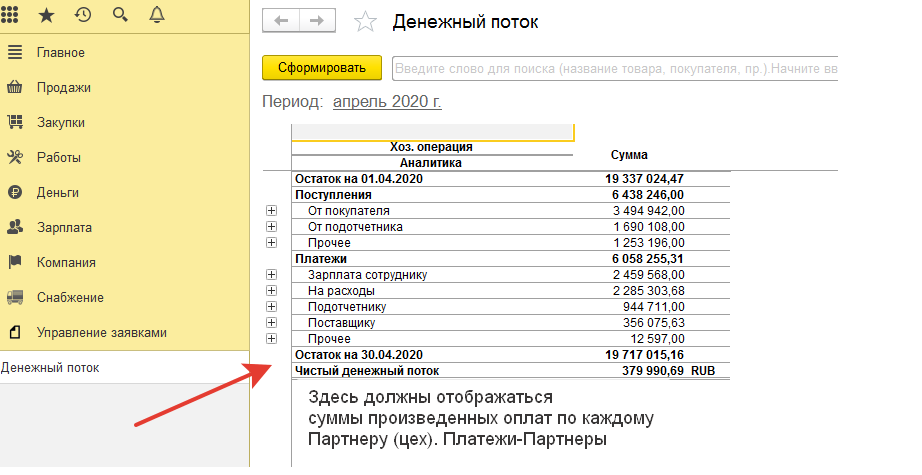 Денежный поток
Главное
Продажи
Закупки
Работы
Деньги
Зарплата
Компания
Снабжение
Управление заявками
Денежный поток
Сформировать
Введите слово для поиска (название товара, покупателя, пр.).Начните вв
Период: апрель 2020 г.
Хоз. операция
Аналитика
Сумма
Остаток на 01.04.2020 19 337 024,47
Поступления 6 438 246,00
От покупателя 3 494 942,00
От подотчетника 1 690 108,00
Прочее 1 253 196,00
Платежи 6 058 255,31
Зарплата сотруднику 2 459 568,00
На расходы 2 285 303,68
Подотчетнику 944 711,00
Поставщику 356 075,63
Прочее 12 597,00
Остаток на 30.04.2020 19 717 015,16
Чистый денежный поток 379 990,69 RUB
Здесь должны отображаться
суммы произведенных оплат по каждому
Партнеру (цех). Платежи-Партнеры